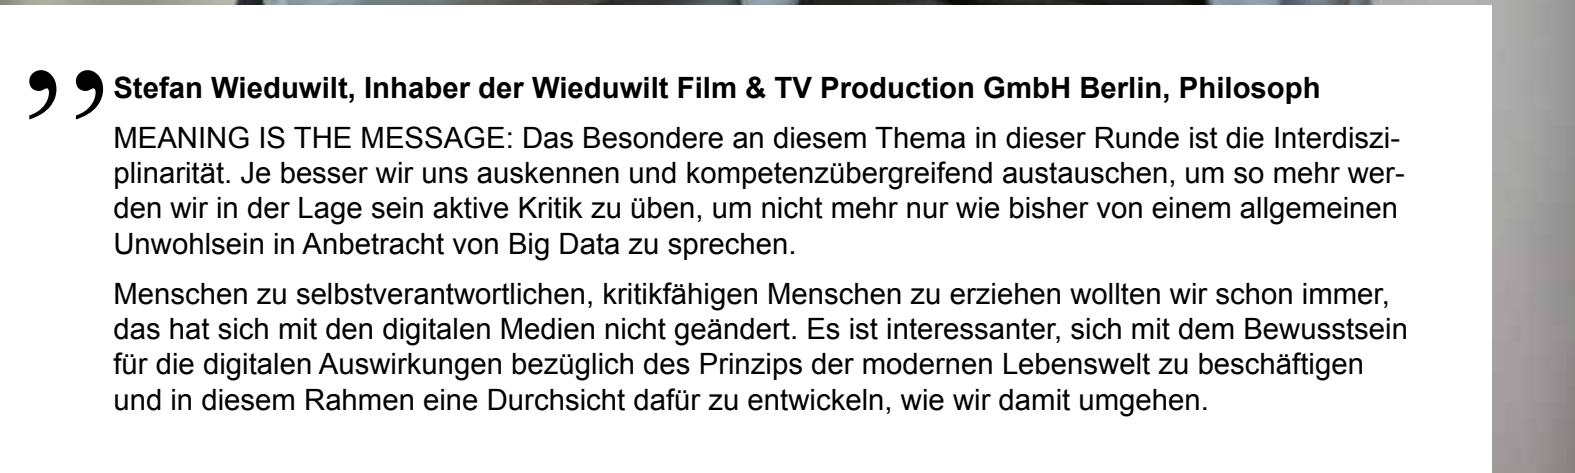 ”
Stefan Wieduwilt, Inhaber der Wieduwilt Film & TV Production GmbH Berlin, Philosoph
MEANING IS THE MESSAGE: Das Besondere an diesem Thema in dieser Runde ist die Interdiszi-
plinarität. Je besser wir uns auskennen und kompetenzübergreifend austauschen, um so mehr wer-
den wir in der Lage sein aktive Kritik zu üben, um nicht mehr nur wie bisher von einem allgemeinen
Unwohlsein in Anbetracht von Big Data zu sprechen.
Menschen zu selbstverantwortlichen, kritikfähigen Menschen zu erziehen wollten wir schon immer,
das hat sich mit den digitalen Medien nicht geändert. Es ist interessanter, sich mit dem Bewusstsein
für die digitalen Auswirkungen bezüglich des Prinzips der modernen Lebenswelt zu beschäftigen
und in diesem Rahmen eine Durchsicht dafür zu entwickeln, wie wir damit umgehen.